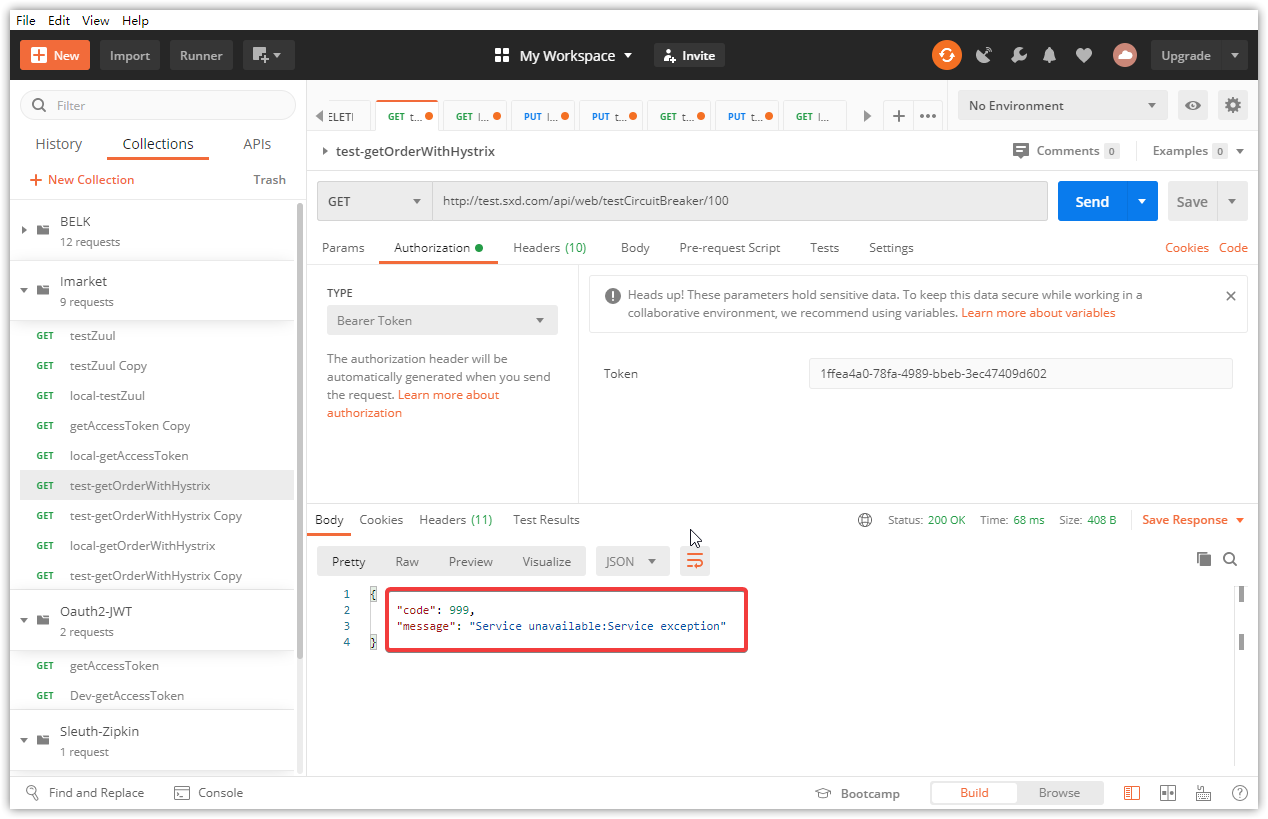 File Edit View Help
New Import Runner My Workspace Invite Upgrade
Filter
History Collections APIs
New Collection Trash
BELK
12 requests
Imarket
9 requests
GET testZuul
GET testZuul Copy
GET local-testZuul
GET getAccessToken Copy
GET local-getAccessToken
GET test-getOrderWithHystrix
GET test-getOrderWithHystrix Copy
GET local-getOrderWithHystrix
GET test-getOrderWithHystrix Copy
Oauth2-JWT
2 requests
GET getAccessToken
GET Dev-getAccessToken
Sleuth-Zipkin
1 request
ELETI GET t... GET l... PUT l... PUT t... GET t... PUT t... GET l... No Environment
test-getOrderWithHystrix Comments 0 Examples 0
GET http://test.sxd.com/api/web/testCircuitBreaker/100 Send Save
Params Authorization Headers (10) Body Pre-request Script Tests Settings Cookies Code
TYPE
Bearer Token
The authorization header will be
automatically generated when you send
the request. Learn more about
authorization
Heads up! These parameters hold sensitive data. To keep this data secure while working in a
collaborative environment, we recommend using variables. Learn more about variables
Token 1ffea4a0-78fa-4989-bbeb-3ec47409d602
Body Cookies Headers (11) Test Results Status: 200 OK Time: 68 ms Size: 408 B Save Response
Pretty Raw Preview Visualize JSON
1 {
2 "code": 999,
3 "message": "Service unavailable:Service exception"
4 }
Find and Replace Console Bootcamp Build Browse